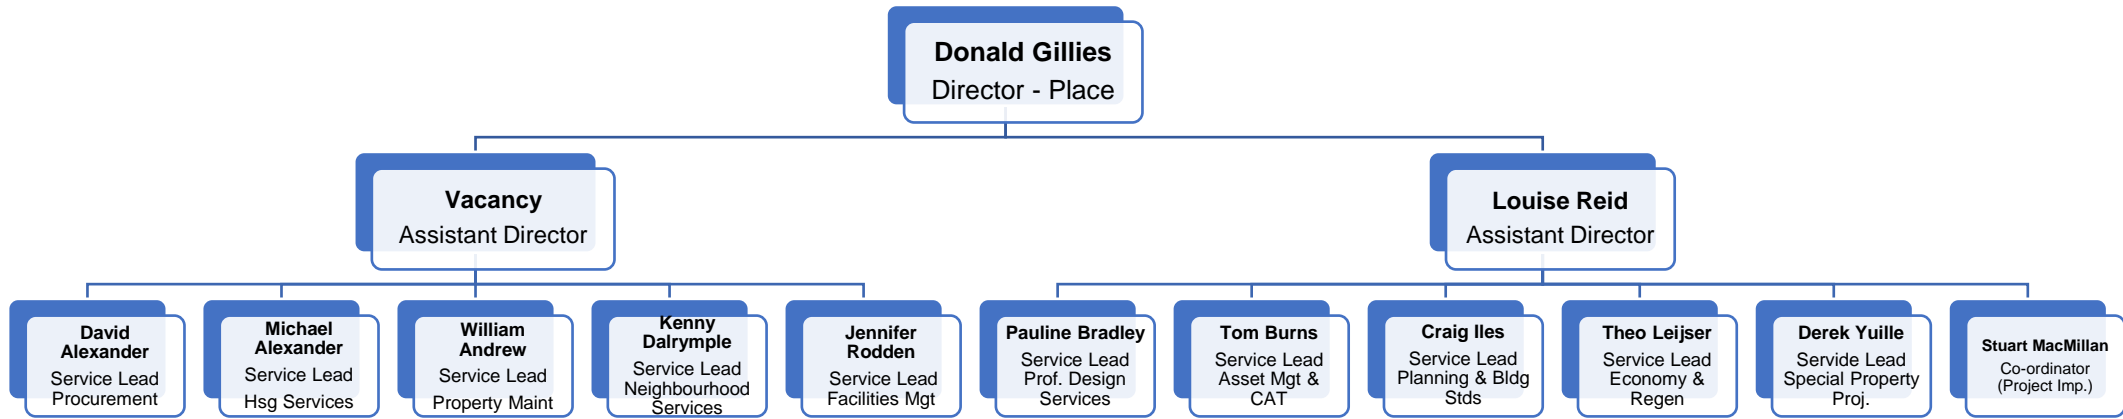 Donald Gillies
Director - Place
Vacancy
Assistant Director
Louise Reid
Assistant Director
David
Alexander
Service Lead
Procurement
Michael
Alexander
Service Lead
Hsg Services
William
Andrew
Service Lead
Property Maint
Kenny
Dalrymple
Service Lead
Neighbourhood
Services
Jennifer
Rodden
Service Lead
Facilities Mgt
Pauline Bradley
Service Lead
Prof. Design
Services
Tom Burns
Service Lead
Asset Mgt &
CAT
Craig Iles
Service Lead
Planning & Bldg
Stds
Theo Leijser
Service Lead
Economy &
Regen
Derek Yuille
Servide Lead
Special Property
Proj.
Stuart MacMillan
Co-ordinator
(Project Imp.)